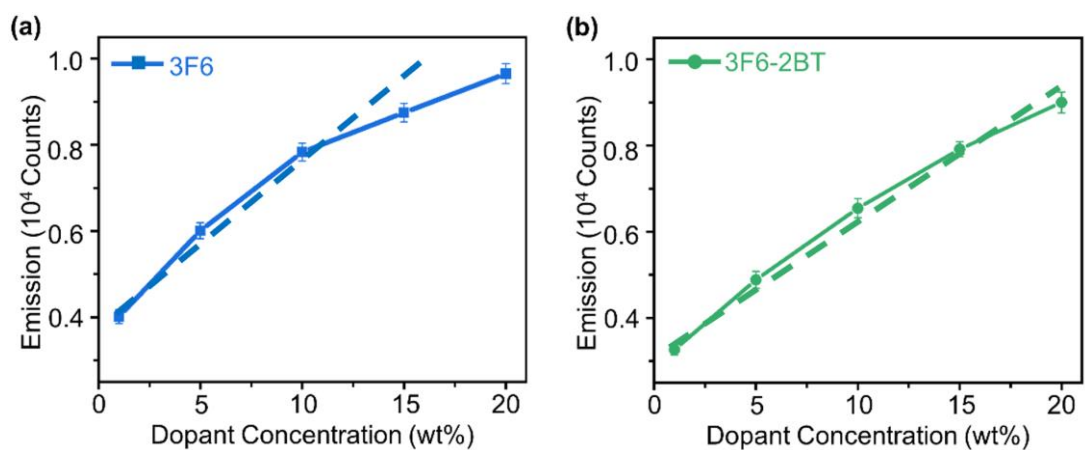 (a)
3F6
1.0
0.8
0.6
0.4
Emission (10⁴ Counts)
0 5 10 15 20
Dopant Concentration (wt%)
(b)
3F6-2BT
1.0
0.8
0.6
0.4
Emission (10⁴ Counts)
0 5 10 15 20
Dopant Concentration (wt%)